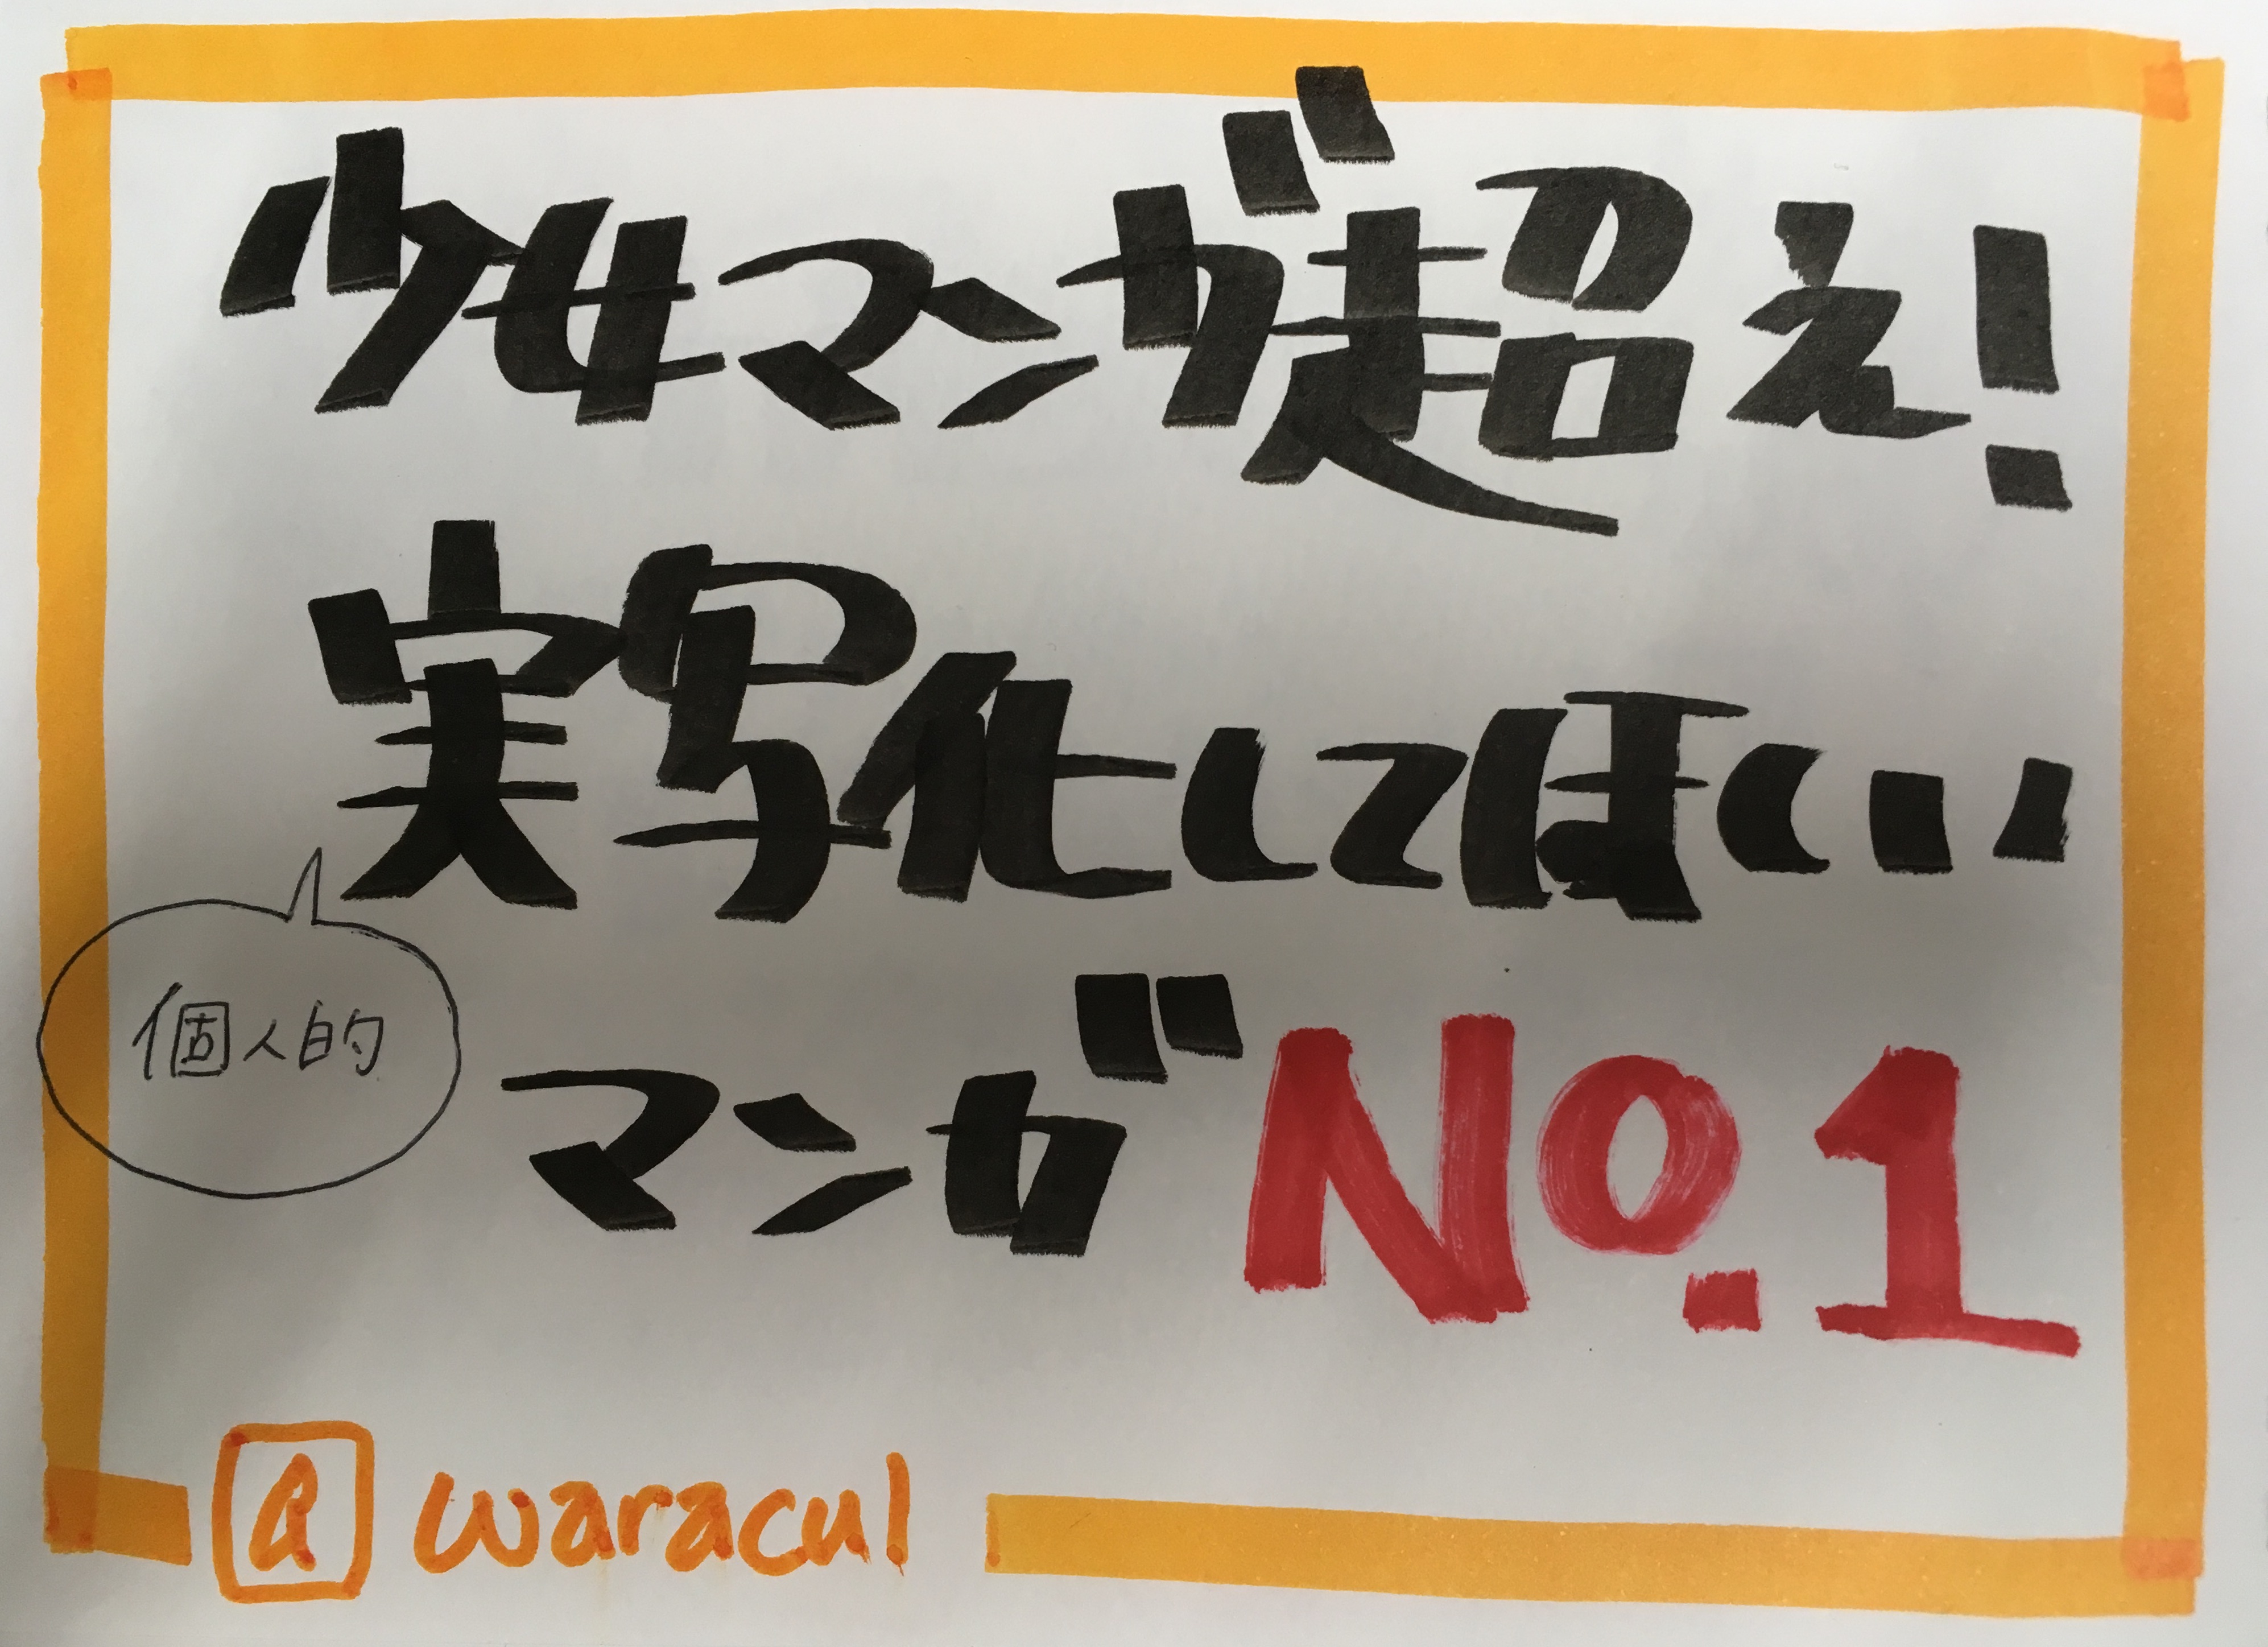 少女マンガ超え!
実写化してほしい
個人的
マンガNo.1
a waracul